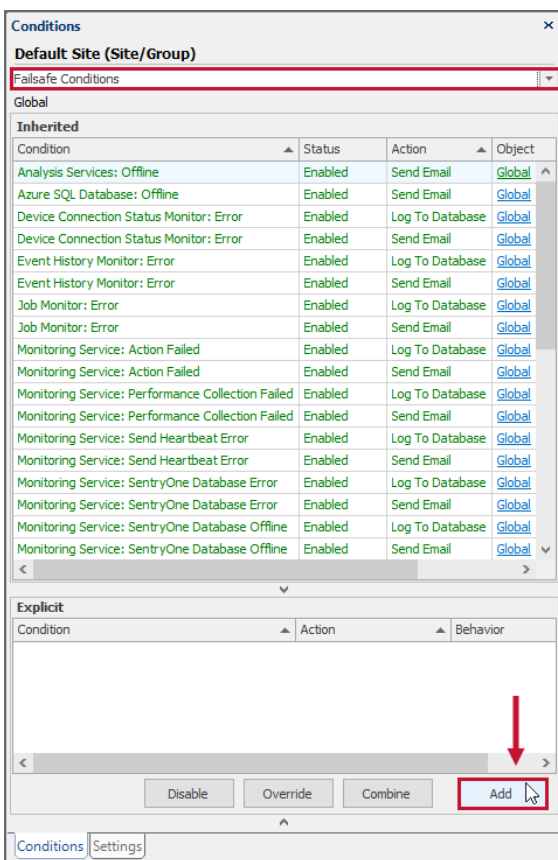 Conditions
Default Site (Site/Group)
Failsafe Conditions
Global
Inherited
Condition Status Action Object
Analysis Services: Offline Enabled Send Email Global
Azure SQL Database: Offline Enabled Send Email Global
Device Connection Status Monitor: Error Enabled Log To Database Global
Device Connection Status Monitor: Error Enabled Send Email Global
Event History Monitor: Error Enabled Log To Database Global
Event History Monitor: Error Enabled Send Email Global
Job Monitor: Error Enabled Log To Database Global
Job Monitor: Error Enabled Send Email Global
Monitoring Service: Action Failed Enabled Log To Database Global
Monitoring Service: Action Failed Enabled Send Email Global
Monitoring Service: Performance Collection Failed Enabled Log To Database Global
Monitoring Service: Performance Collection Failed Enabled Send Email Global
Monitoring Service: Send Heartbeat Error Enabled Log To Database Global
Monitoring Service: Send Heartbeat Error Enabled Send Email Global
Monitoring Service: SentryOne Database Error Enabled Log To Database Global
Monitoring Service: SentryOne Database Error Enabled Send Email Global
Monitoring Service: SentryOne Database Offline Enabled Log To Database Global
Monitoring Service: SentryOne Database Offline Enabled Send Email Global
Explicit
Condition Action Behavior
Disable Override Combine Add
Conditions Settings